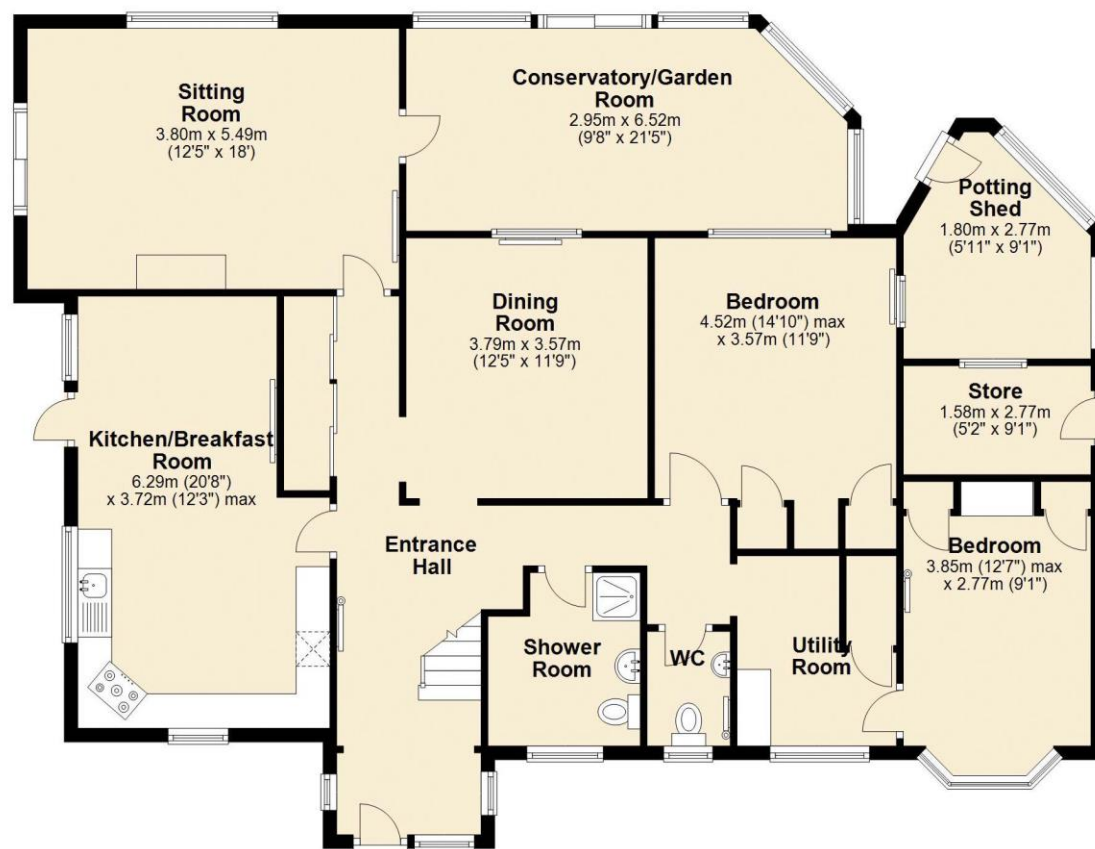 Sitting
Room
3.80m x 5.49m
(12'5" x 18')
Conservatory/Garden
Room
2.95m x 6.52m
(9'8" x 21'5")
Potting
Shed
1.80m x 2.77m
(5'11" x 9'1")
Dining
Room
3.79m x 3.57m
(12'5" x 11'9")
Bedroom
4.52m (14'10") max
x 3.57m (11'9")
Store
1.58m x 2.77m
(5'2" x 9'1")
Kitchen/Breakfast
Room
6.29m (20'8")
x 3.72m (12'3") max
Entrance
Hall
Bedroom
3.85m (12'7") max
x 2.77m (9'1")
Shower
Room
WC
Utility
Room